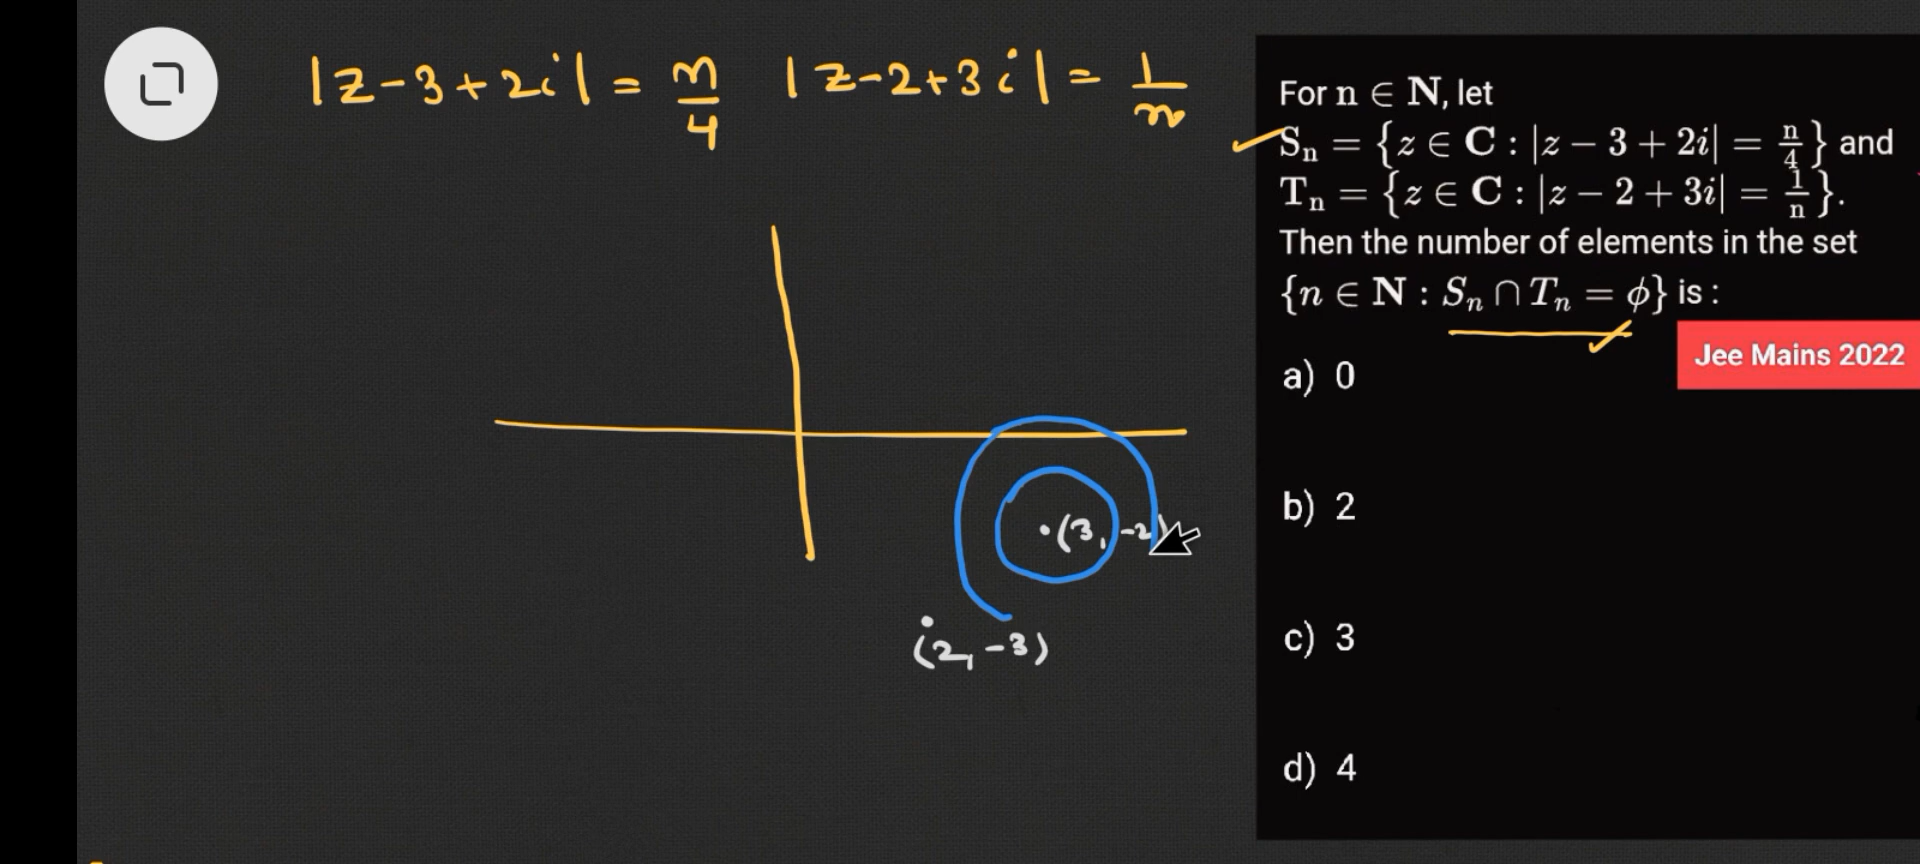 |z-3+2i| = n/4 |z-2+3i| = 1/n
For n ∈ N, let
Sₙ = {z ∈ C : |z − 3 + 2i| = n/4} and
Tₙ = {z ∈ C : |z − 2 + 3i| = 1/n}.
Then the number of elements in the set
{n ∈ N : Sₙ ∩ Tₙ = ϕ} is :
Jee Mains 2022
a) 0
b) 2
c) 3
d) 4
(3, -2)
(2, -3)